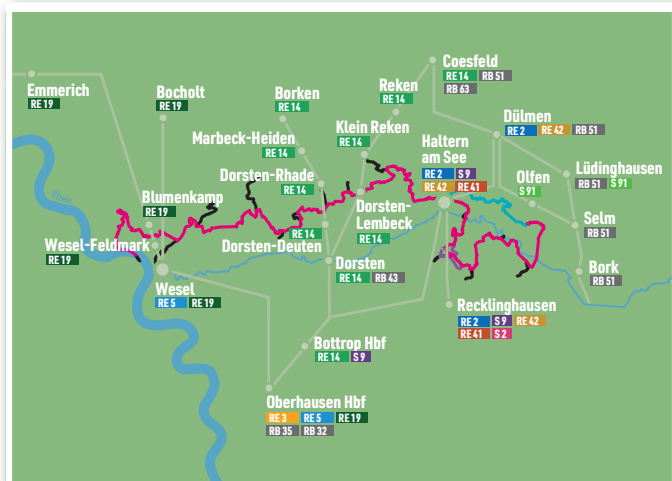 Emmerich
RE 19
Bocholt
RE 19
Borken
RE 14
Reken
RE 14
Coesfeld
RE 14 RB 51
RB 63
Marbeck-Heiden
RE 14
Klein Reken
RE 14
Dülmen
RE 2 RE 42 RB 51
Dorsten-Rhade
RE 14
Haltern
am See
RE 2 S 9
RE 42 RE 41
Olfen
S 91
Lüdinghausen
RB 51 S 91
Rhein
Blumenkamp
RE 19
Wesel-Feldmark
RE 19
RE 14
Dorsten-Deuten
Dorsten-
Lembeck
RE 14
Selm
RB 51
Dorsten
RE 14 RB 43
Bork
RB 51
Wesel
RE 5 RE 19
Recklinghausen
RE 2 S 9 RE 42
RE 41 S 2
Bottrop Hbf
RE 14 S 9
Oberhausen Hbf
RE 3 RE 5 RE 19
RB 35 RB 32